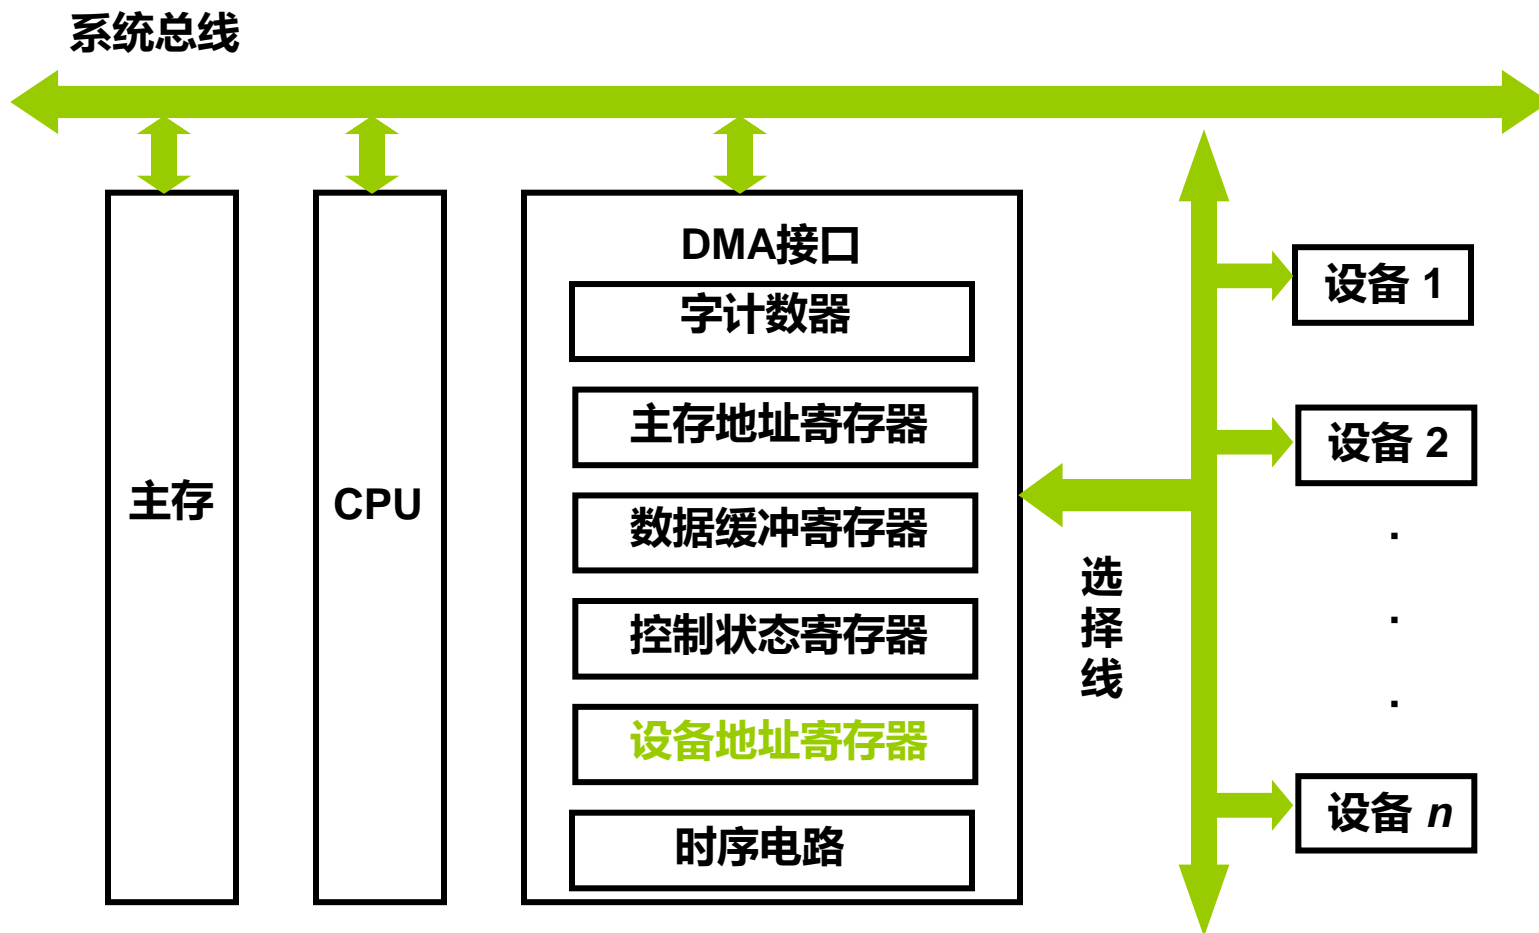 系统总线
主存
CPU
DMA接口
字计数器
主存地址寄存器
数据缓冲寄存器
控制状态寄存器
设备地址寄存器
时序电路
选
择
线
设备 1
设备 2
.
.
.
设备 n